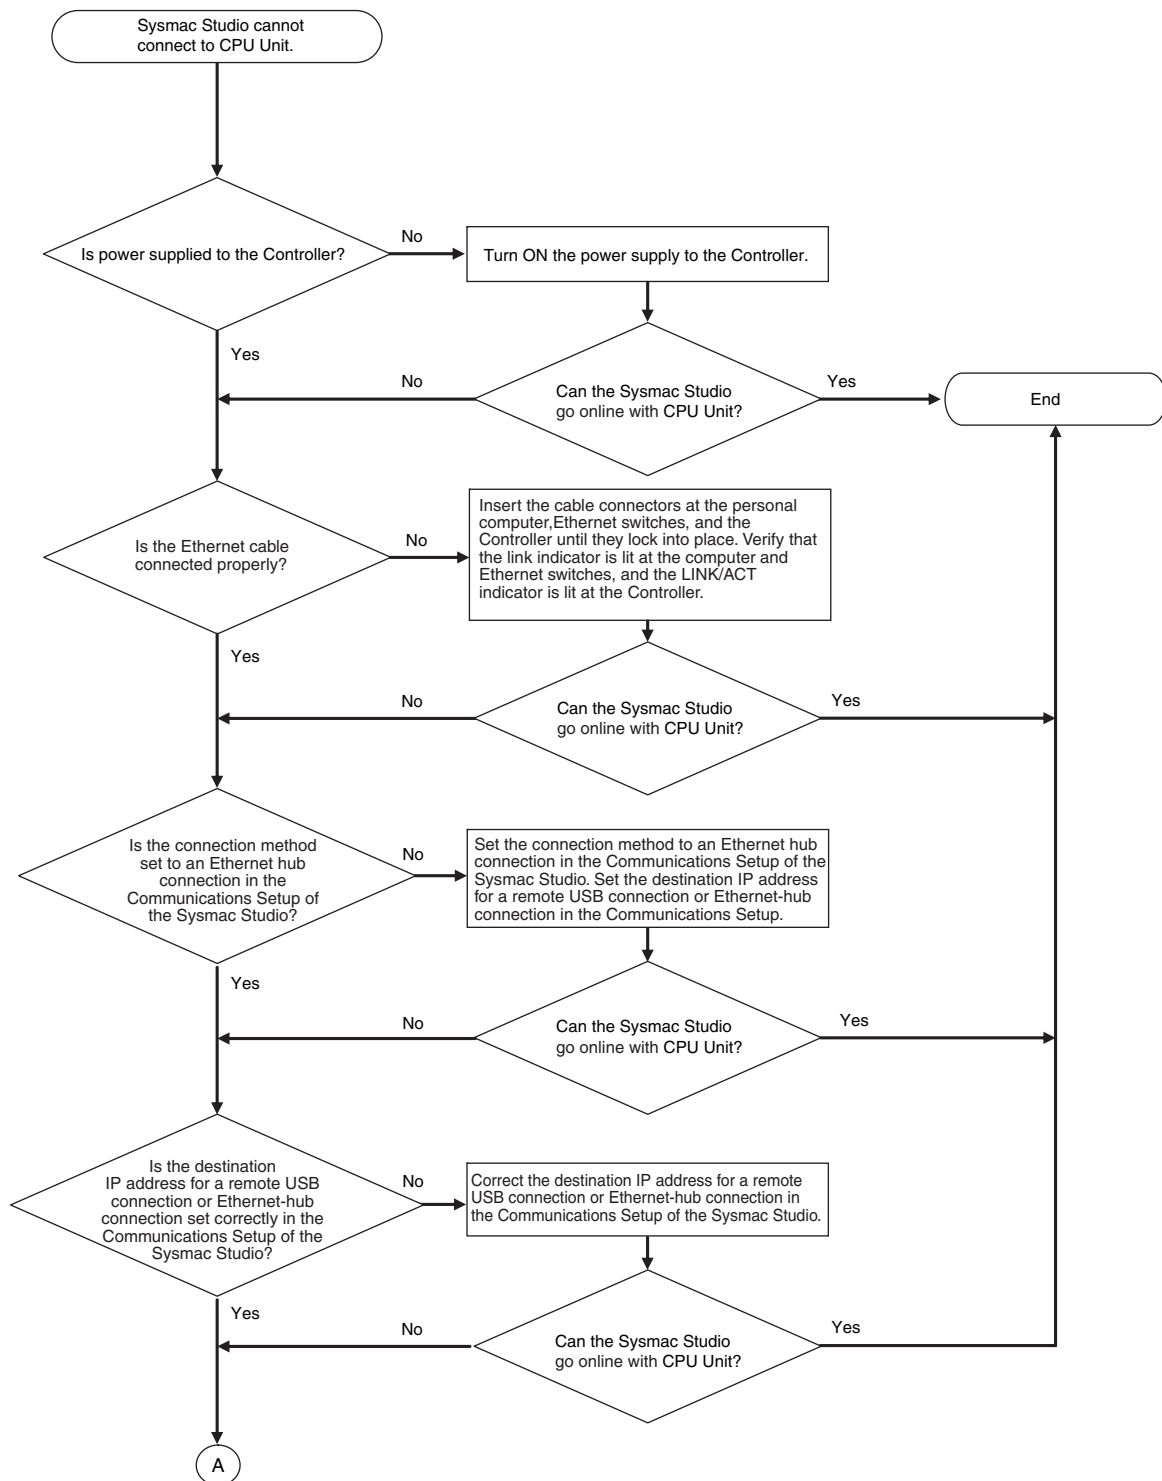 Sysmac Studio cannot
connect to CPU Unit.
Is power supplied to the Controller?
No
Turn ON the power supply to the Controller.
Yes
No
Can the Sysmac Studio
go online with CPU Unit?
Yes
End
Is the Ethernet cable
connected properly?
No
Insert the cable connectors at the personal
computer,Ethernet switches, and the
Controller until they lock into place. Verify that
the link indicator is lit at the computer and
Ethernet switches, and the LINK/ACT
indicator is lit at the Controller.
Yes
No
Can the Sysmac Studio
go online with CPU Unit?
Yes
Is the connection method
set to an Ethernet hub
connection in the
Communications Setup of
the Sysmac Studio?
No
Set the connection method to an Ethernet hub
connection in the Communications Setup of the
Sysmac Studio. Set the destination IP address
for a remote USB connection or Ethernet-hub
connection in the Communications Setup.
Yes
No
Can the Sysmac Studio
go online with CPU Unit?
Yes
Is the destination
IP address for a remote USB
connection or Ethernet-hub
connection set correctly in the
Communications Setup of the
Sysmac Studio?
No
Correct the destination IP address for a remote
USB connection or Ethernet-hub connection in
the Communications Setup of the Sysmac Studio.
Yes
No
Can the Sysmac Studio
go online with CPU Unit?
Yes
A